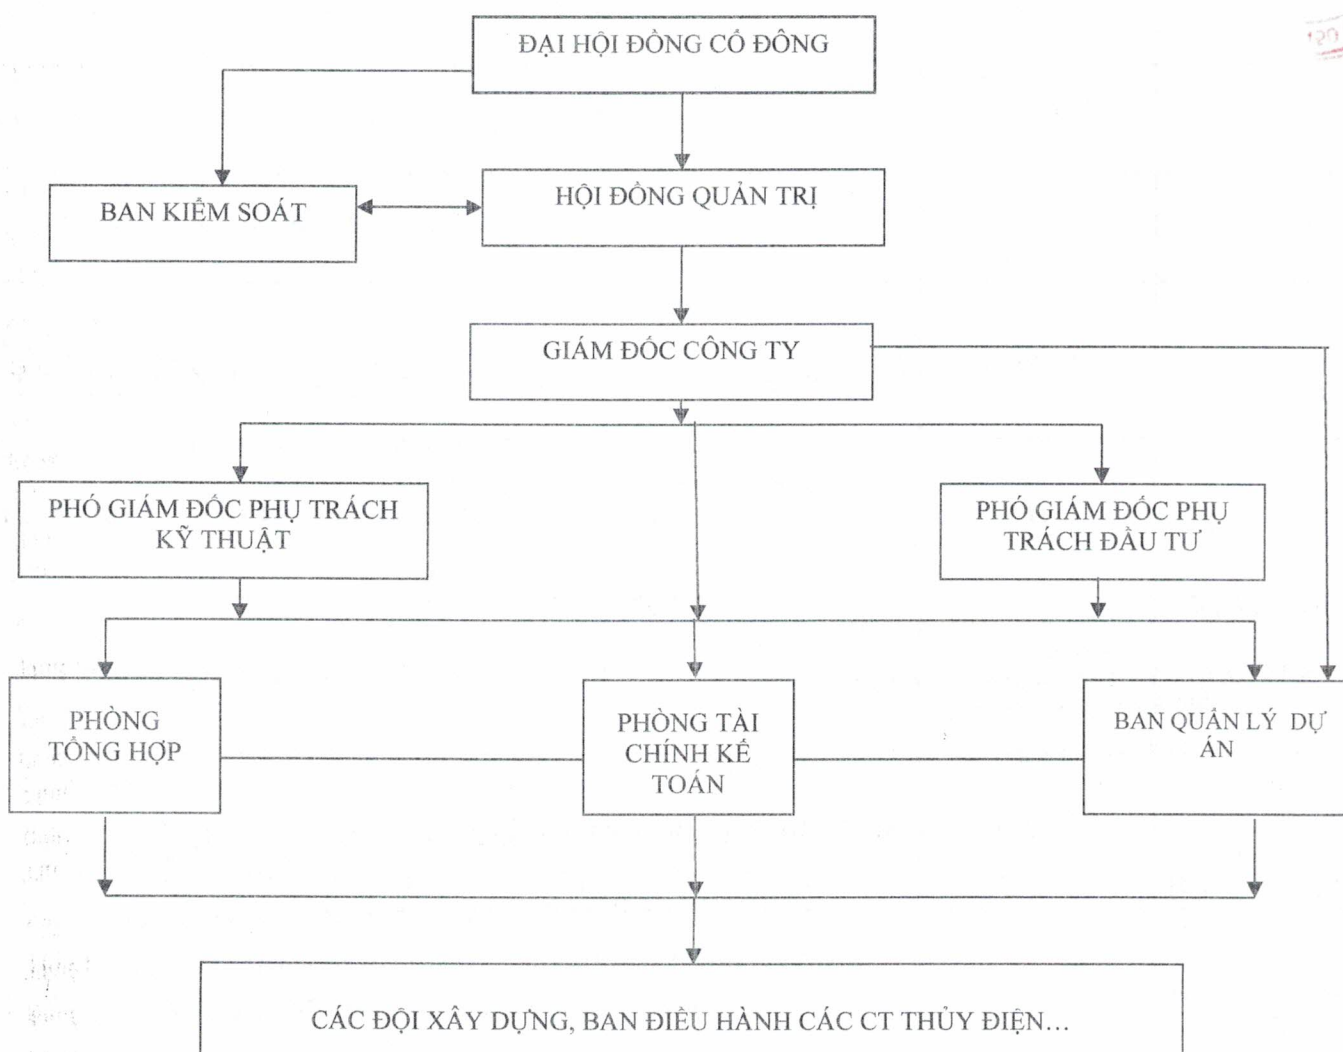 ĐẠI HỘI ĐỒNG CỔ ĐÔNG
HỘI ĐỒNG QUẢN TRỊ
BAN KIỂM SOÁT
GIÁM ĐỐC CÔNG TY
PHÓ GIÁM ĐỐC PHỤ TRÁCH
KỸ THUẬT
PHÓ GIÁM ĐỐC PHỤ
TRÁCH ĐẦU TƯ
PHÒNG
TỔNG HỢP
PHÒNG TÀI
CHÍNH KẾ
TOÁN
BAN QUẢN LÝ DỰ
ÁN
CÁC ĐỘI XÂY DỰNG, BAN ĐIỀU HÀNH CÁC CT THỦY ĐIỆN...